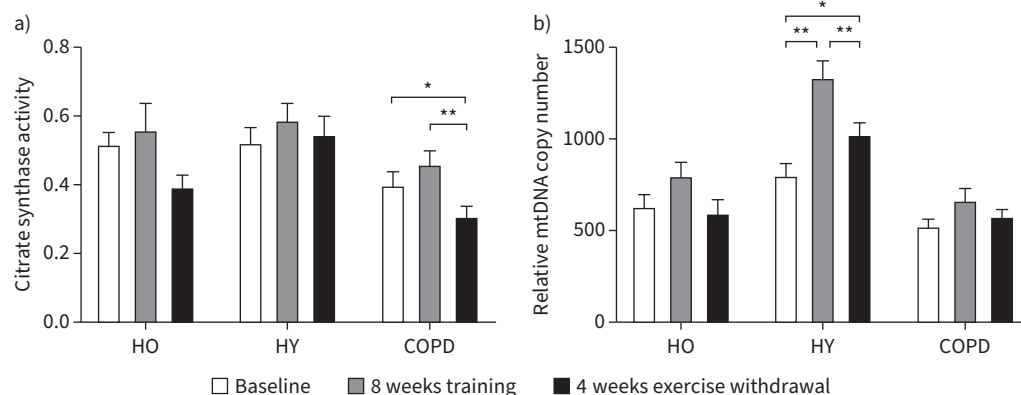 a)
Citrate synthase activity
0.8
0.6
0.4
0.2
0.0
*
**
HO HY COPD
b)
Relative mtDNA copy number
1500
1000
500
0
*
** **
HO HY COPD
Baseline 8 weeks training 4 weeks exercise withdrawal